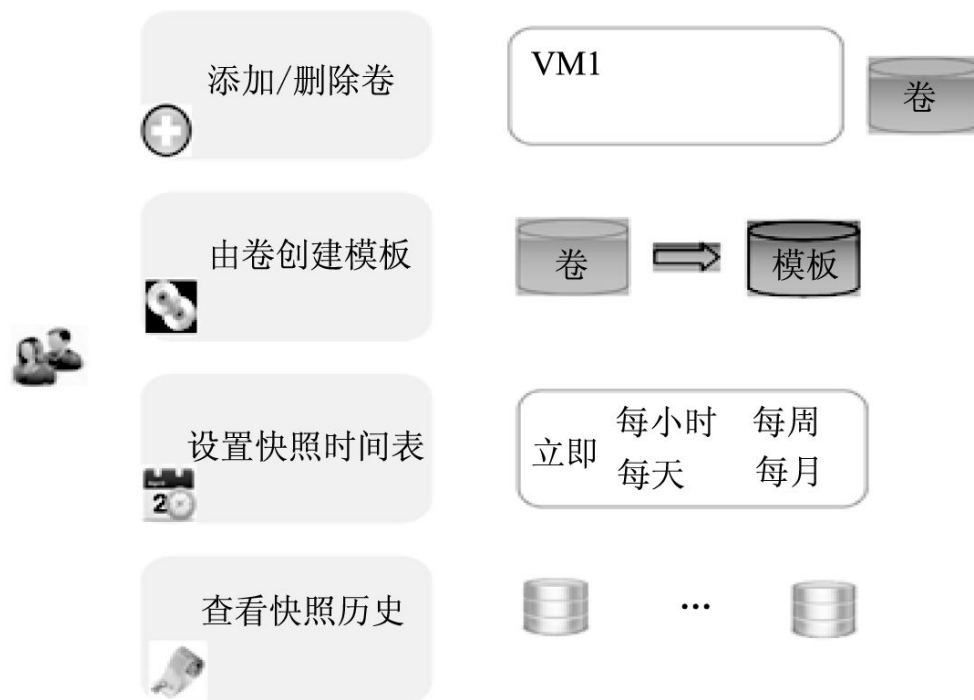 添加/删除卷
VM1
卷
由卷创建模板
卷
模板
设置快照时间表
立即
每小时 每周
每天 每月
2
查看快照历史
...